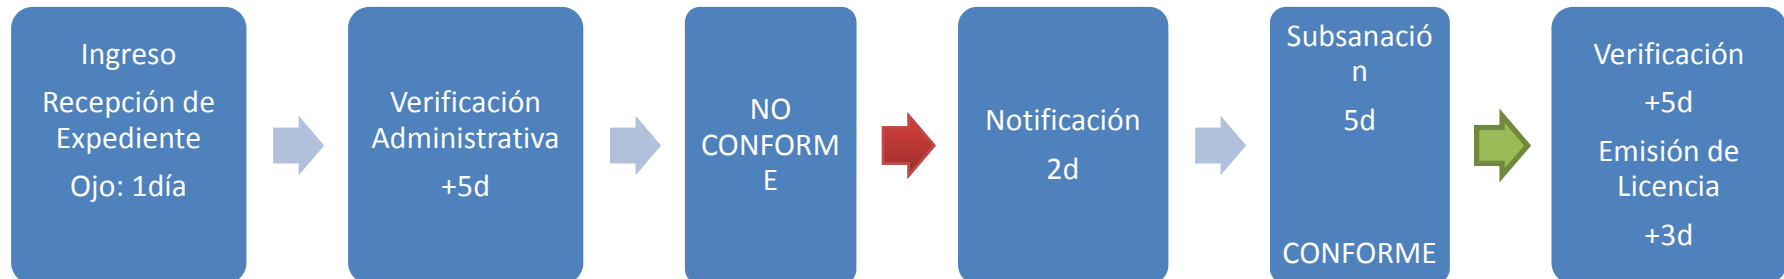 Ingreso
Recepción de
Expediente
Ojo: 1día
Verificación
Administrativa
+5d
NO
CONFORM
E
Notificación
2d
Subsanació
n
5d
CONFORME
Verificación
+5d
Emisión de
Licencia
+3d